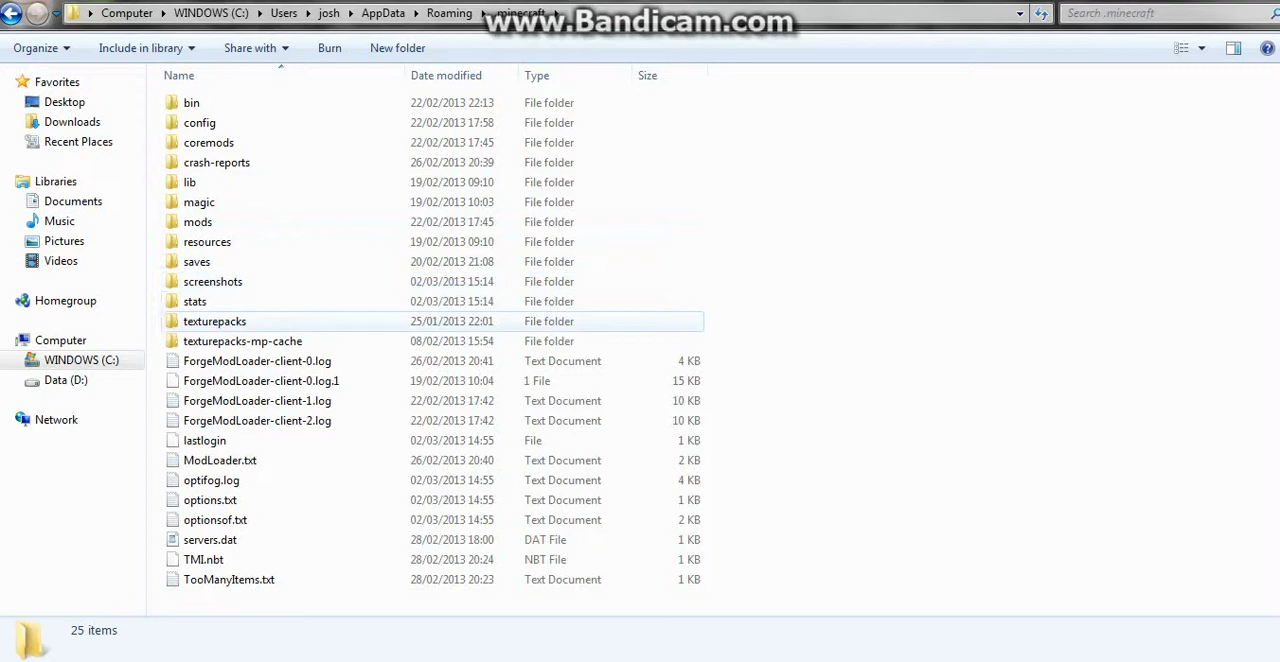 Computer ▸ WINDOWS (C:) ▸ Users ▸ josh ▸ AppData ▸ Roaming ▸ .minecraft ▸
www.Bandicam.com
Search .minecraft
Organize Include in library Share with Burn New folder
Name Date modified Type Size
Favorites
Desktop
Downloads
Recent Places
Libraries
Documents
Music
Pictures
Videos
Homegroup
Computer
WINDOWS (C:)
Data (D:)
Network
bin 22/02/2013 22:13 File folder
config 22/02/2013 17:58 File folder
coremods 22/02/2013 17:45 File folder
crash-reports 26/02/2013 20:39 File folder
lib 19/02/2013 09:10 File folder
magic 19/02/2013 10:03 File folder
mods 22/02/2013 17:45 File folder
resources 19/02/2013 09:10 File folder
saves 20/02/2013 21:08 File folder
screenshots 02/03/2013 15:14 File folder
stats 02/03/2013 15:14 File folder
texturepacks 25/01/2013 22:01 File folder
texturepacks-mp-cache 08/02/2013 15:54 File folder
ForgeModLoader-client-0.log 26/02/2013 20:41 Text Document 4 KB
ForgeModLoader-client-0.log.1 19/02/2013 10:04 1 File 15 KB
ForgeModLoader-client-1.log 22/02/2013 17:42 Text Document 10 KB
ForgeModLoader-client-2.log 22/02/2013 17:42 Text Document 10 KB
lastlogin 02/03/2013 14:55 File 1 KB
ModLoader.txt 26/02/2013 20:40 Text Document 2 KB
optifog.log 02/03/2013 14:55 Text Document 4 KB
options.txt 02/03/2013 14:55 Text Document 1 KB
optionsof.txt 02/03/2013 14:55 Text Document 2 KB
servers.dat 28/02/2013 18:00 DAT File 1 KB
TMI.nbt 28/02/2013 20:24 NBT File 1 KB
TooManyItems.txt 28/02/2013 20:23 Text Document 1 KB
25 items